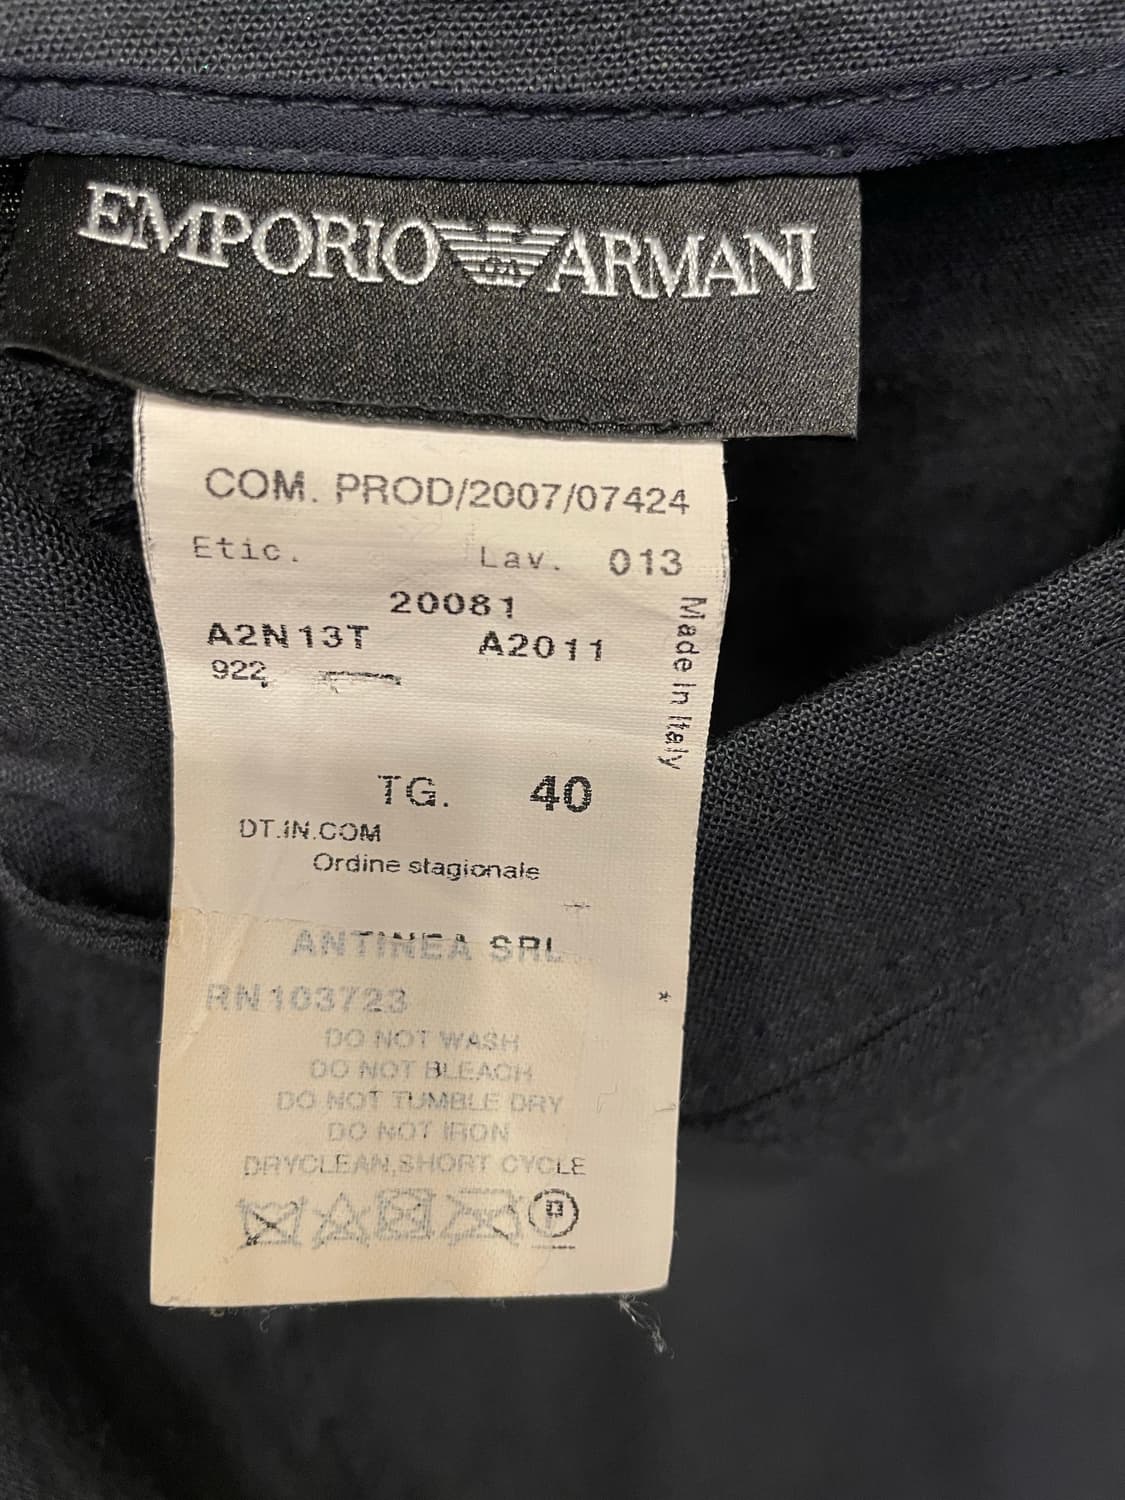 EMPORIO ARMANI
COM. PROD/2007/07424
Etic. Lav. 013
20081
A2N13T A2011
922
Made In Italy
TG. 40
DT.IN.COM
Ordine stagionale
ANTINEA SRL
RN103723
DO NOT WASH
DO NOT BLEACH
DO NOT TUMBLE DRY
DO NOT IRON
DRYCLEAN,SHORT CYCLE
P